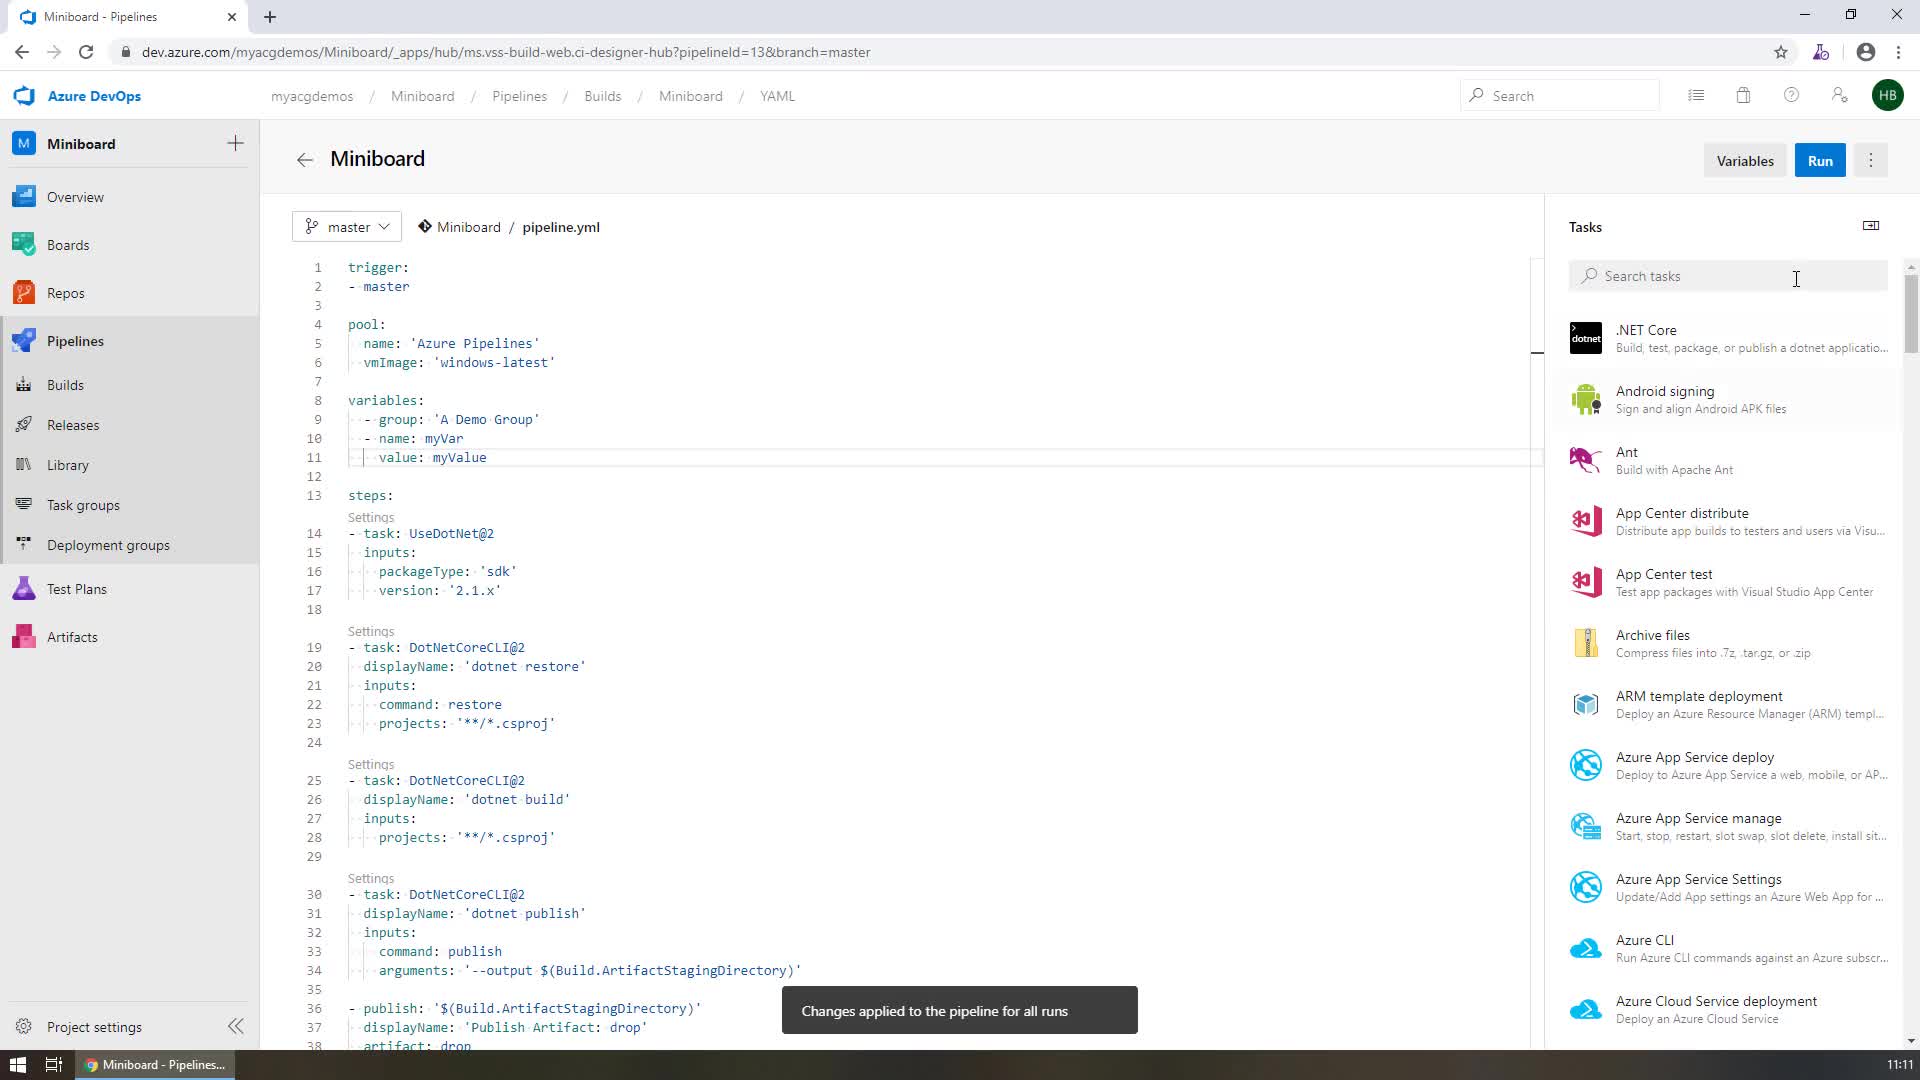 Miniboard - Pipelines
dev.azure.com/myacgdemos/Miniboard/_apps/hub/ms.vss-build-web.ci-designer-hub?pipelineId=13&branch=master
Azure DevOps
myacgdemos / Miniboard / Pipelines / Builds / Miniboard / YAML
Search
HB
M Miniboard
Overview
Boards
Repos
Pipelines
Builds
Releases
Library
Task groups
Deployment groups
Test Plans
Artifacts
Project settings
Miniboard
Variables
Run
master
Miniboard / pipeline.yml
1 trigger:
2 - master
3
4 pool:
5 name: 'Azure Pipelines'
6 vmImage: 'windows-latest'
7
8 variables:
9 - group: 'A Demo Group'
10 - name: myVar
11 value: myValue
12
13 steps:
Settings
14 - task: UseDotNet@2
15 inputs:
16 packageType: 'sdk'
17 version: '2.1.x'
18
Settings
19 - task: DotNetCoreCLI@2
20 displayName: 'dotnet restore'
21 inputs:
22 command: restore
23 projects: '**/*.csproj'
24
Settings
25 - task: DotNetCoreCLI@2
26 displayName: 'dotnet build'
27 inputs:
28 projects: '**/*.csproj'
29
Settings
30 - task: DotNetCoreCLI@2
31 displayName: 'dotnet publish'
32 inputs:
33 command: publish
34 arguments: '--output $(Build.ArtifactStagingDirectory)'
35
36 - publish: '$(Build.ArtifactStagingDirectory)'
37 displayName: 'Publish Artifact: drop'
38 artifact: drop
Changes applied to the pipeline for all runs
Tasks
Search tasks
dotnet
.NET Core
Build, test, package, or publish a dotnet applicatio...
Android signing
Sign and align Android APK files
Ant
Build with Apache Ant
App Center distribute
Distribute app builds to testers and users via Visu...
App Center test
Test app packages with Visual Studio App Center
Archive files
Compress files into .7z, .tar.gz, or .zip
ARM template deployment
Deploy an Azure Resource Manager (ARM) templ...
Azure App Service deploy
Deploy to Azure App Service a web, mobile, or AP...
Azure App Service manage
Start, stop, restart, slot swap, slot delete, install sit...
Azure App Service Settings
Update/Add App settings an Azure Web App for ...
Azure CLI
Run Azure CLI commands against an Azure subscr...
Azure Cloud Service deployment
Deploy an Azure Cloud Service
Miniboard - Pipelines...
11:11